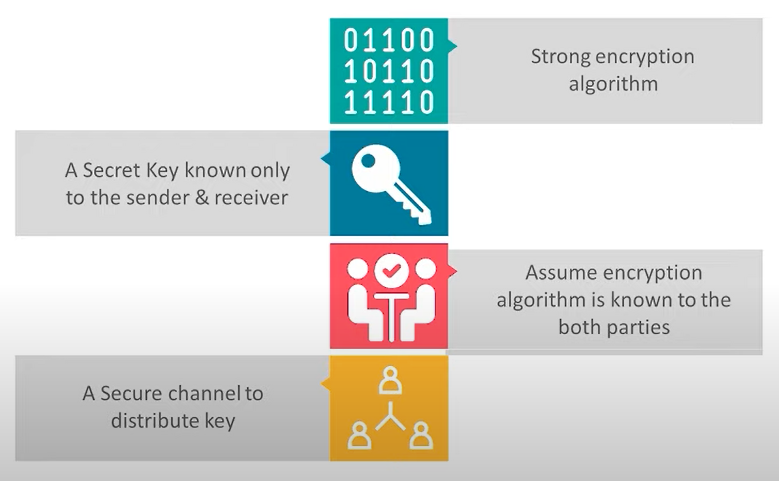 01100
10110
11110
Strong encryption
algorithm
A Secret Key known only
to the sender & receiver
Assume encryption
algorithm is known to the
both parties
A Secure channel to
distribute key